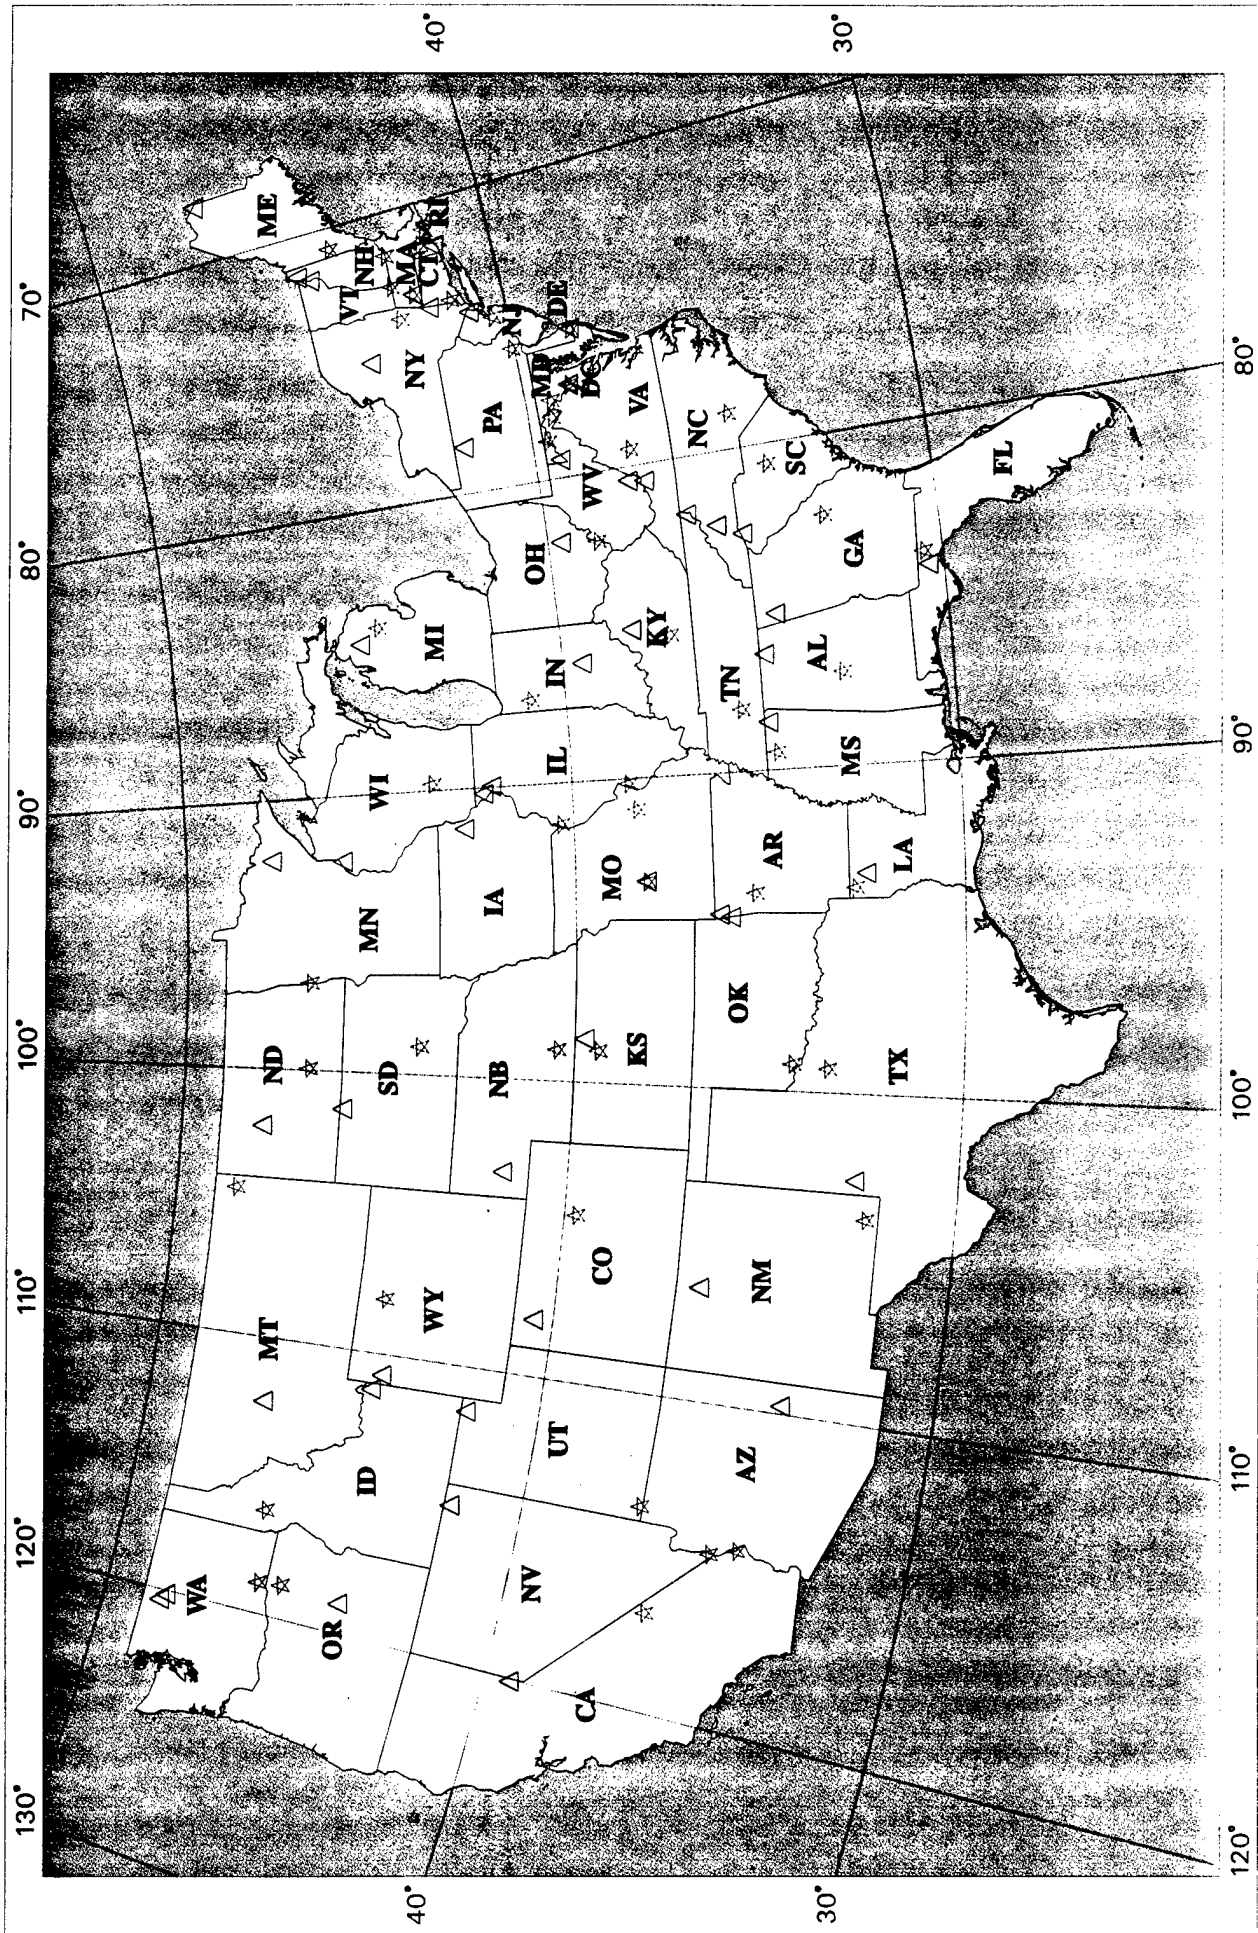 130°
120°
110°
100°
90°
80°
70°
40°
30°
40°
30°
120°
110°
100°
90°
80°
WA
OR
CA
NV
ID
MT
WY
UT
AZ
CO
NM
ND
SD
NB
KS
OK
TX
MN
IA
MO
AR
LA
WI
IL
MS
MI
IN
KY
TN
AL
OH
WV
GA
FL
SC
NC
VA
PA
NY
MD
DC
DE
NJ
VT
NH
MA
CT
RI
ME